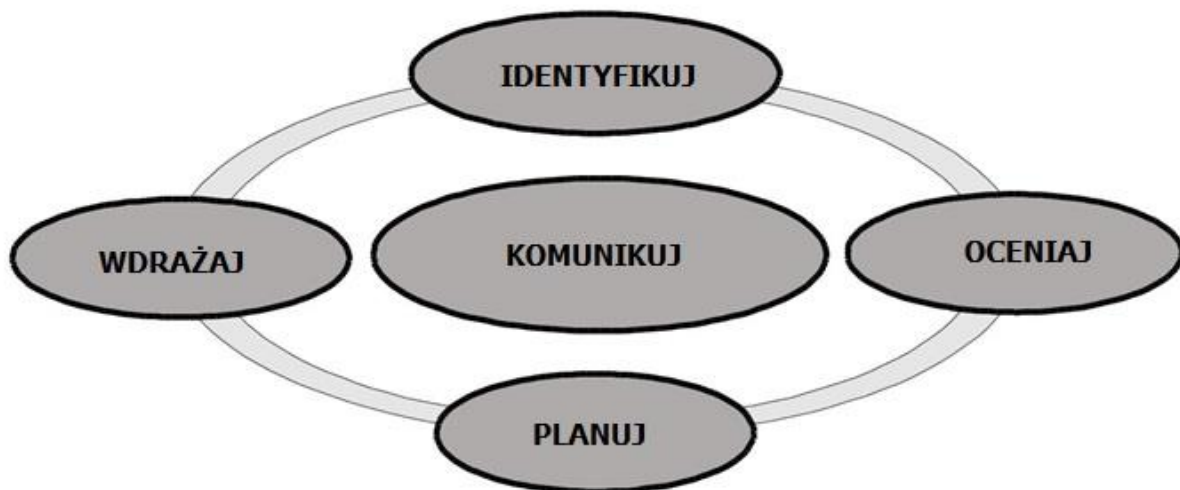 IDENTYFIKUJ
WDRAŻAJ
KOMUNIKUJ
OCENIAJ
PLANUJ